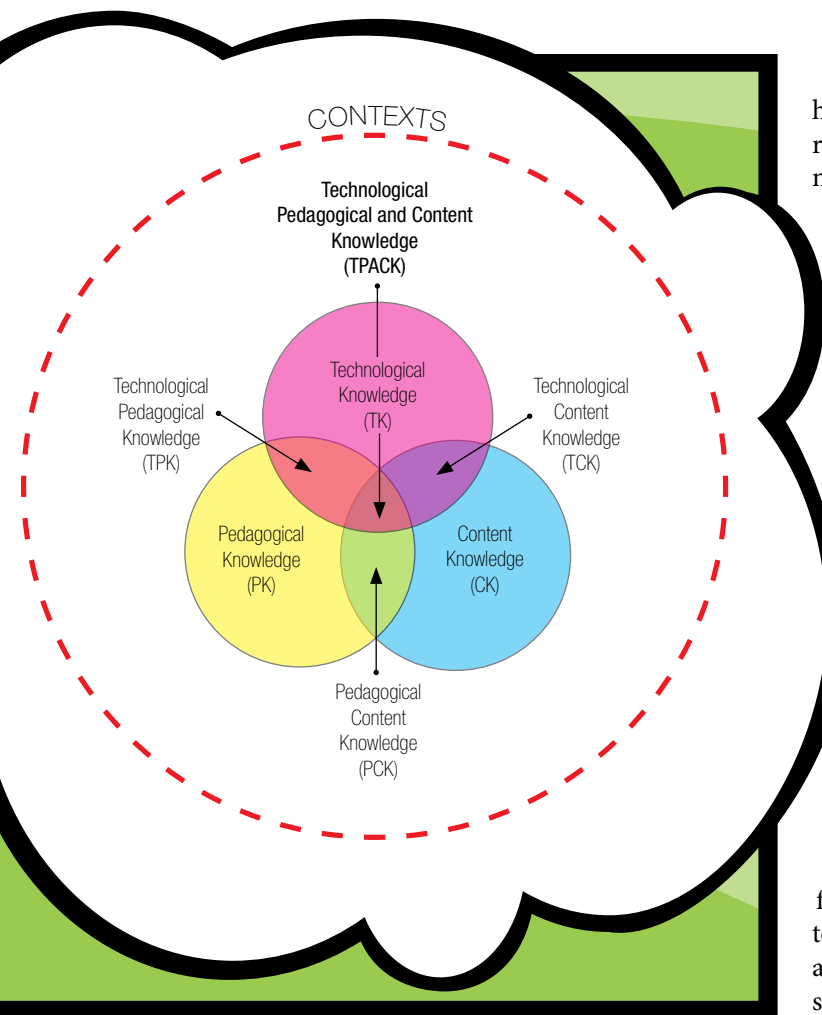 CONTEXTS
Technological
Pedagogical and Content
Knowledge
(TPACK)
Technological
Knowledge
(TK)
Technological
Pedagogical
Knowledge
(TPK)
Technological
Content
Knowledge
(TCK)
Pedagogical
Knowledge
(PK)
Content
Knowledge
(CK)
Pedagogical
Content
Knowledge
(PCK)